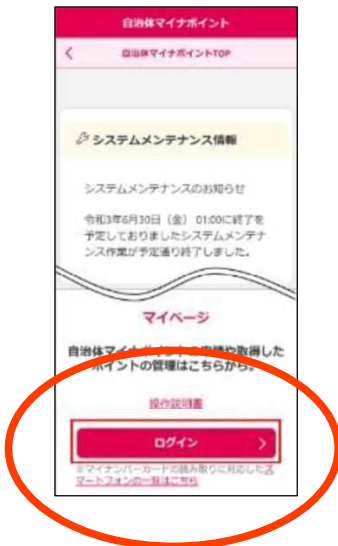 自治体マイナポイント
自治体マイナポイントTOP
システムメンテナンス情報
システムメンテナンスのお知らせ
令和3年6月30日（金） 01:00に終了を
予定しておりましたシステムメンテナ
ンス作業が予定通り終了しました。
マイページ
自治体マイナポイントの申請や取得した
ポイントの管理はこちらから。
操作説明書
ログイン
※マイナンバーカードの読み取りに対応したス
マートフォンの一覧はこちら